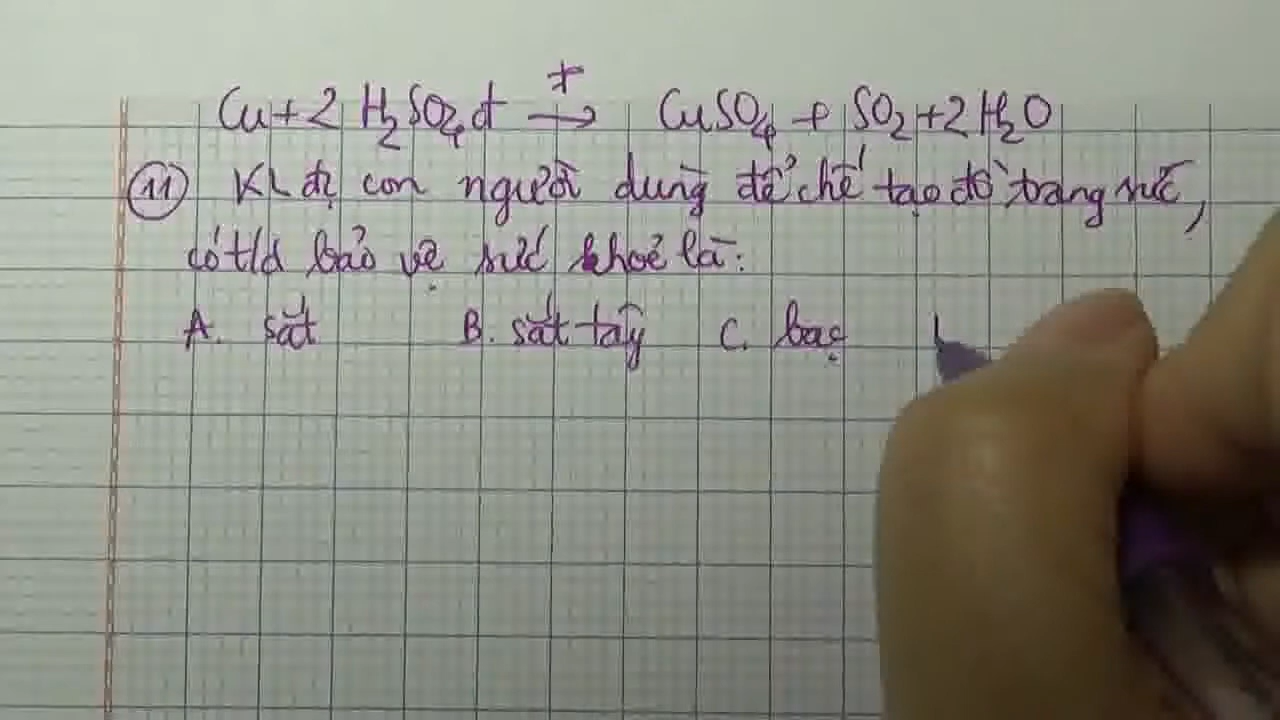 Cu + 2 H2SO4 đ t→ CuSO4 + SO2 + 2 H2O
11 KL đc con người dùng để chế tạo đồ trang sức,
có t/d bảo vệ sức khoẻ là:
A. sắt B. sắt tây C. bạc